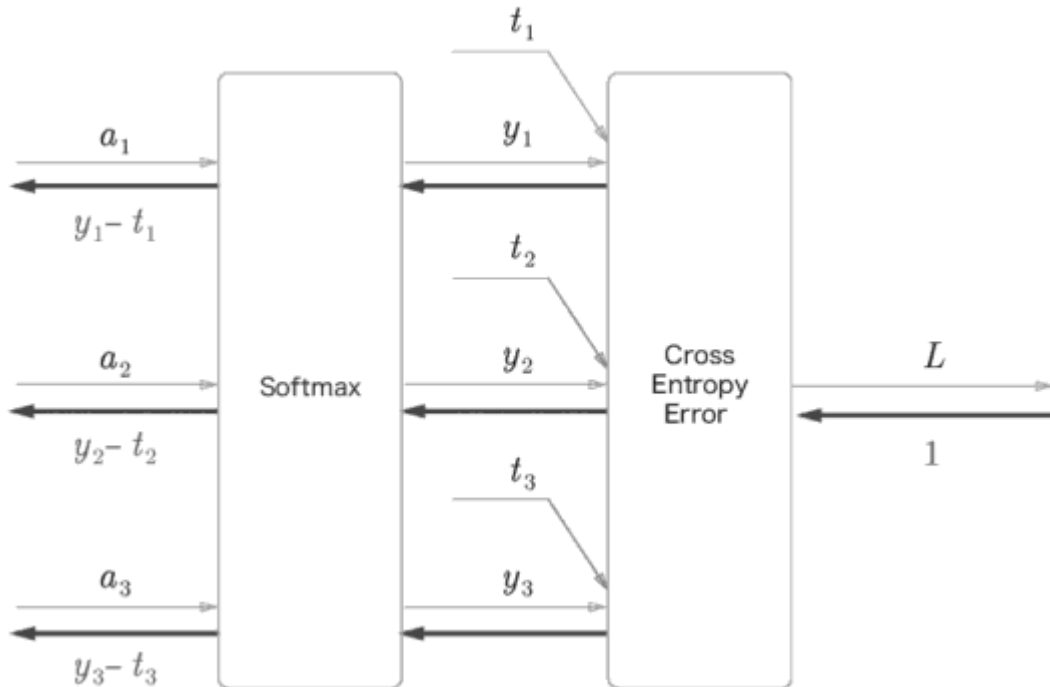 t₁
a₁
y₁
y₁− t₁
t₂
a₂
y₂
Softmax
Cross
Entropy
Error
L
y₂− t₂
1
t₃
a₃
y₃
y₃− t₃